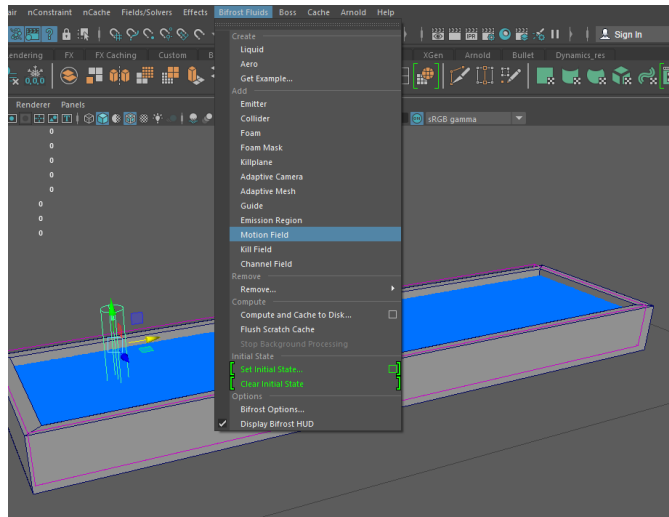 air nConstraint nCache Fields/Solvers Effects Bifrost Fluids Boss Cache Arnold Help
Sign In
endering FX FX Caching Custom B XGen Arnold Bullet Dynamics_res
0,0,0
Renderer Panels
sRGB gamma
0
0
0
0
0
0
0
0
Create
Liquid
Aero
Get Example...
Add
Emitter
Collider
Foam
Foam Mask
Killplane
Adaptive Camera
Adaptive Mesh
Guide
Emission Region
Motion Field
Kill Field
Channel Field
Remove
Remove...
Compute
Compute and Cache to Disk...
Flush Scratch Cache
Stop Background Processing
Initial State
Set Initial State...
Clear Initial State
Options
Bifrost Options...
Display Bifrost HUD